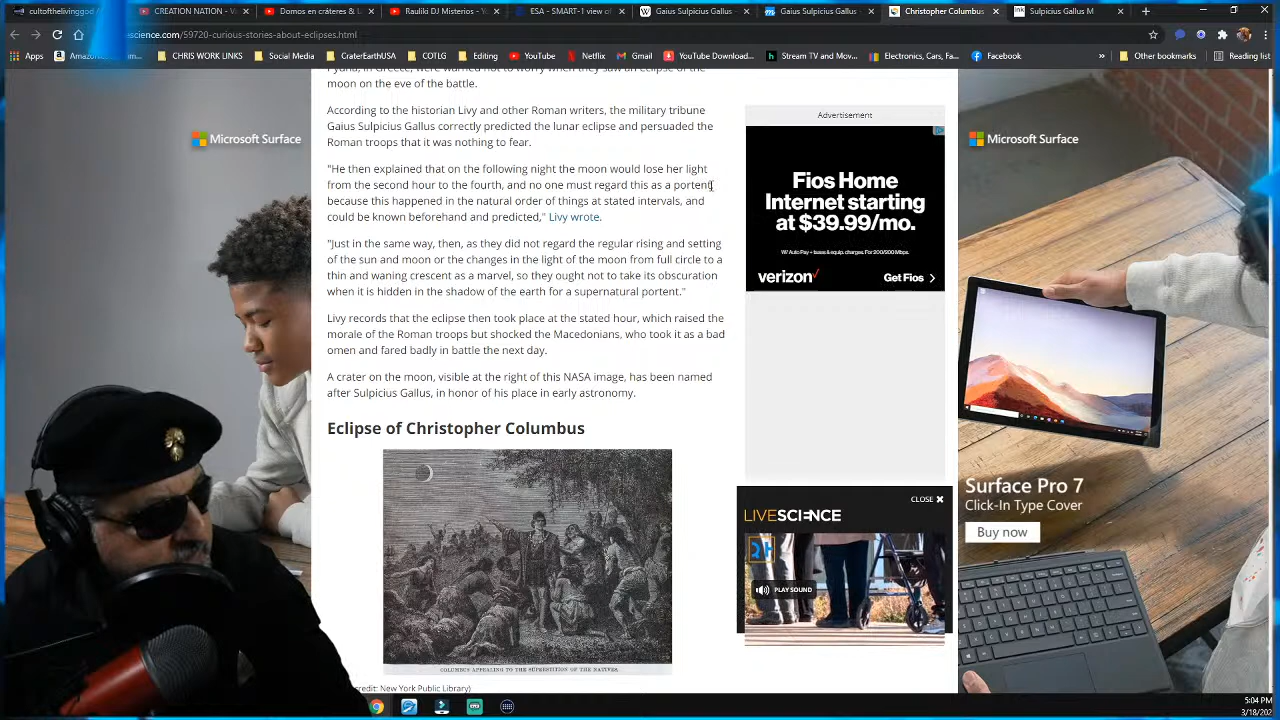 cultofthelivinggod
CREATION NATION - V
Domos en cráteres & L
Rauliki DJ Misterios - Y
ESA - SMART-1 view of
Gaius Sulpicius Gallus
Gaius Sulpicius Gallus
Christopher Columbus
Sulpicius Gallus M
science.com/59720-curious-stories-about-eclipses.html
Apps
CHRIS WORK LINKS
Social Media
CraterEarthUSA
COTLG
Editing
YouTube
Netflix
Gmail
YouTube Download...
Stream TV and Mov...
Electronics, Cars, Fa...
Facebook
Other bookmarks
Reading list
moon on the eve of the battle.
According to the historian Livy and other Roman writers, the military tribune
Gaius Sulpicius Gallus correctly predicted the lunar eclipse and persuaded the
Roman troops that it was nothing to fear.
"He then explained that on the following night the moon would lose her light
from the second hour to the fourth, and no one must regard this as a portent,
because this happened in the natural order of things at stated intervals, and
could be known beforehand and predicted," Livy wrote.
"Just in the same way, then, as they did not regard the regular rising and setting
of the sun and moon or the changes in the light of the moon from full circle to a
thin and waning crescent as a marvel, so they ought not to take its obscuration
when it is hidden in the shadow of the earth for a supernatural portent."
Livy records that the eclipse then took place at the stated hour, which raised the
morale of the Roman troops but shocked the Macedonians, who took it as a bad
omen and fared badly in battle the next day.
A crater on the moon, visible at the right of this NASA image, has been named
after Sulpicius Gallus, in honor of his place in early astronomy.
Eclipse of Christopher Columbus
COLUMBUS APPEALING TO THE SUPERSTITION OF THE NATIVES.
credit: New York Public Library)
Microsoft Surface
Advertisement
Fios Home
Internet starting
at $39.99/mo.
W/ Auto Pay + taxes & equip. charges. For 200/200 Mbps.
verizon
Get Fios
CLOSE
LIVESCIENCE
PLAY SOUND
Microsoft Surface
Surface Pro 7
Click-In Type Cover
Buy now
5:04 PM
3/18/202